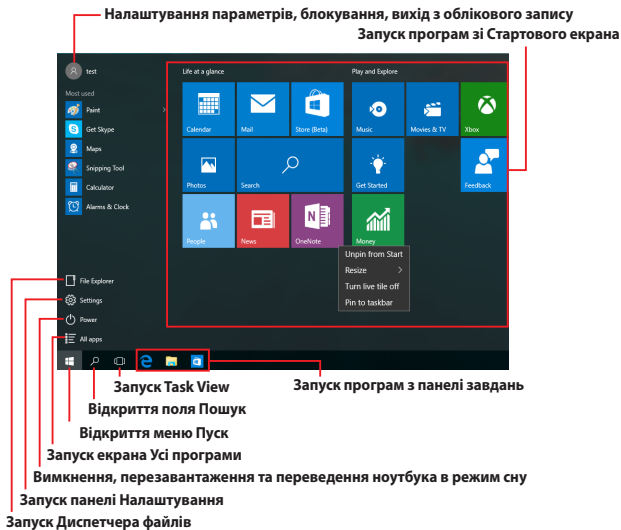 Налаштування параметрів, блокування, вихід з облікового запису
Запуск програм зі Стартового екрана
test
Life at a glance
Play and Explore
Most used
Paint
Get Skype
Maps
Snipping Tool
Calculator
Alarms & Clock
Calendar
Mail
Store (Beta)
Music
Movies & TV
Xbox
Photos
Search
Get Started
Feedback
People
News
OneNote
Money
Unpin from Start
Resize
Turn live tile off
Pin to taskbar
File Explorer
Settings
Power
All apps
Запуск Task View
Запуск програм з панелі завдань
Відкриття поля Пошук
Відкриття меню Пуск
Запуск екрана Усі програми
Вимкнення, перезавантаження та переведення ноутбука в режим сну
Запуск панелі Налаштування
Запуск Диспетчера файлів